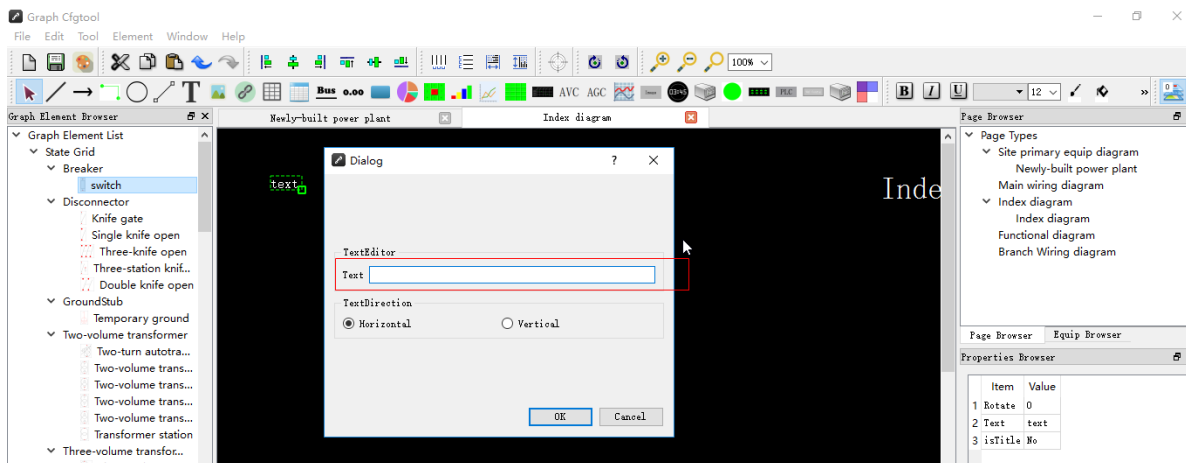 Graph Cfgtool
File Edit Tool Element Window Help
100%
T Bus 0.00 AVC AGC 03:45 PLC B I U 12 »
Graph Element Browser
Graph Element List
State Grid
Breaker
switch
Disconnector
Knife gate
Single knife open
Three-knife open
Three-station knif...
Double knife open
GroundStub
Temporary ground
Two-volume transformer
Two-turn autotra...
Two-volume trans...
Two-volume trans...
Two-volume trans...
Two-volume trans...
Transformer station
Three-volume transfor...
Newly-built power plant Index diagram
text
Inde
Dialog ?
TextEditor
Text
TextDirection
Horizontal Vertical
OK Cancel
Page Browser
Page Types
Site primary equip diagram
Newly-built power plant
Main wiring diagram
Index diagram
Index diagram
Functional diagram
Branch Wiring diagram
Page Browser Equip Browser
Properties Browser
Item Value
1 Rotate 0
2 Text text
3 isTitle No